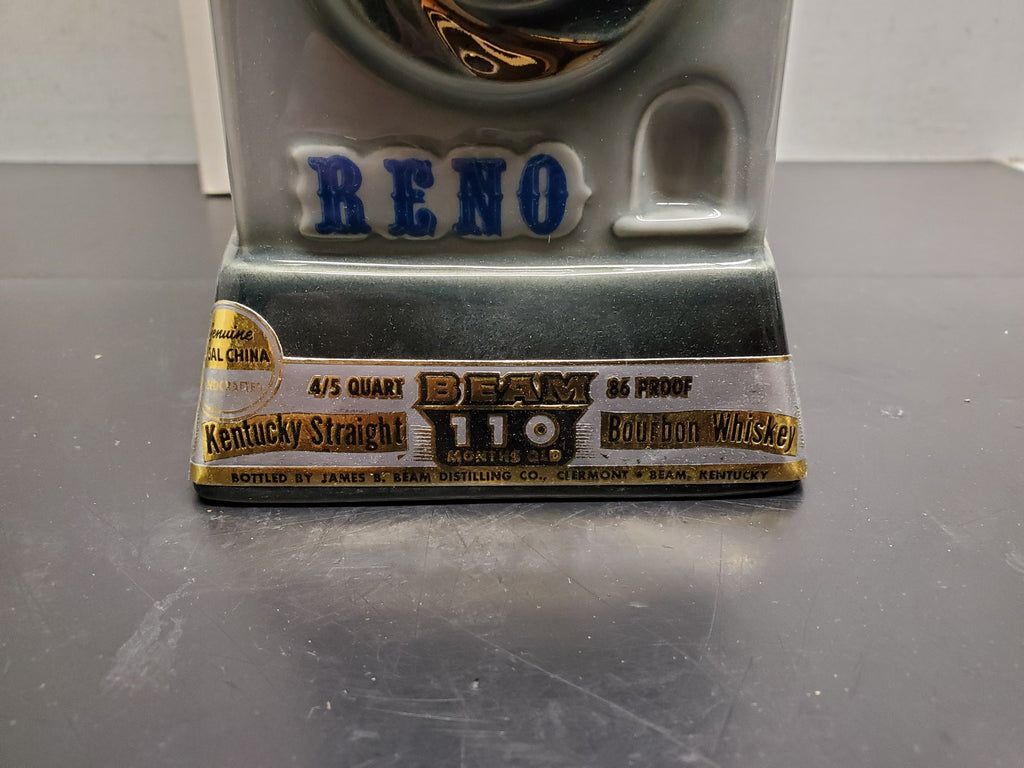 RENO
enuine
AL CHINA
4/5 QUART BEAM 86 PROOF
Kentucky Straight 110 Bourbon Whiskey
MONTHS OLD
BOTTLED BY JAMES B. BEAM DISTILLING CO., CLERMONT • BEAM, KENTUCKY